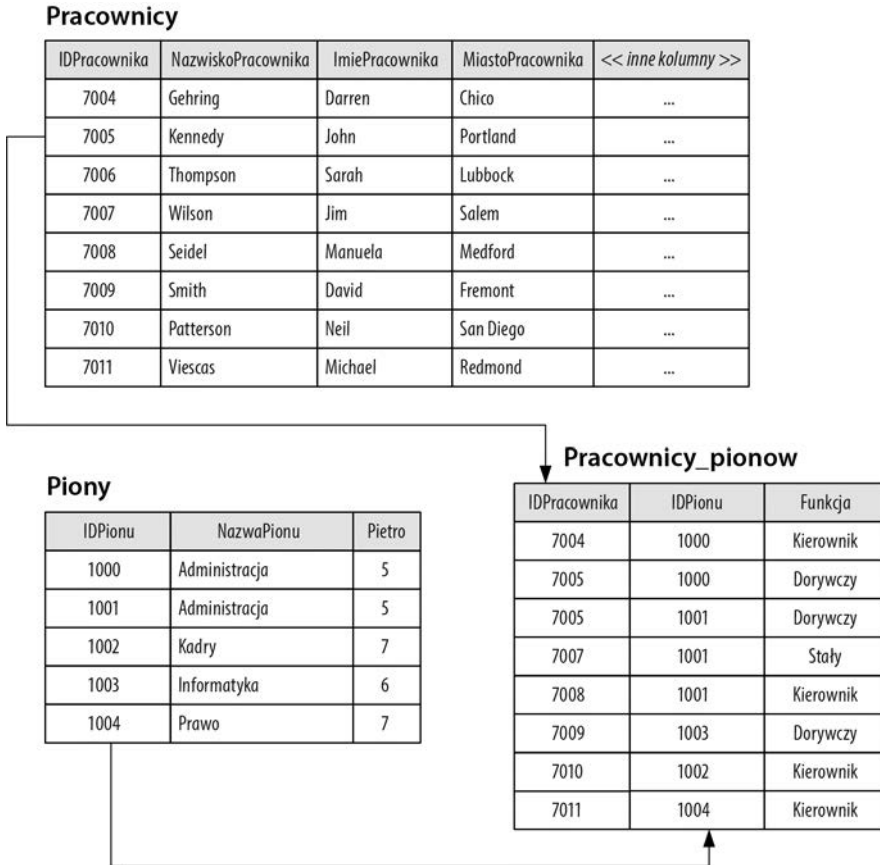 Pracownicy
IDPracownika NazwiskoPracownika ImiePracownika MiastoPracownika << inne kolumny >>
7004 Gehring Darren Chico ...
7005 Kennedy John Portland ...
7006 Thompson Sarah Lubbock ...
7007 Wilson Jim Salem ...
7008 Seidel Manuela Medford ...
7009 Smith David Fremont ...
7010 Patterson Neil San Diego ...
7011 Viescas Michael Redmond ...
Piony
IDPionu NazwaPionu Pietro
1000 Administracja 5
1001 Administracja 5
1002 Kadry 7
1003 Informatyka 6
1004 Prawo 7
Pracownicy_pionow
IDPracownika IDPionu Funkcja
7004 1000 Kierownik
7005 1000 Dorywczy
7005 1001 Dorywczy
7007 1001 Stały
7008 1001 Kierownik
7009 1003 Dorywczy
7010 1002 Kierownik
7011 1004 Kierownik